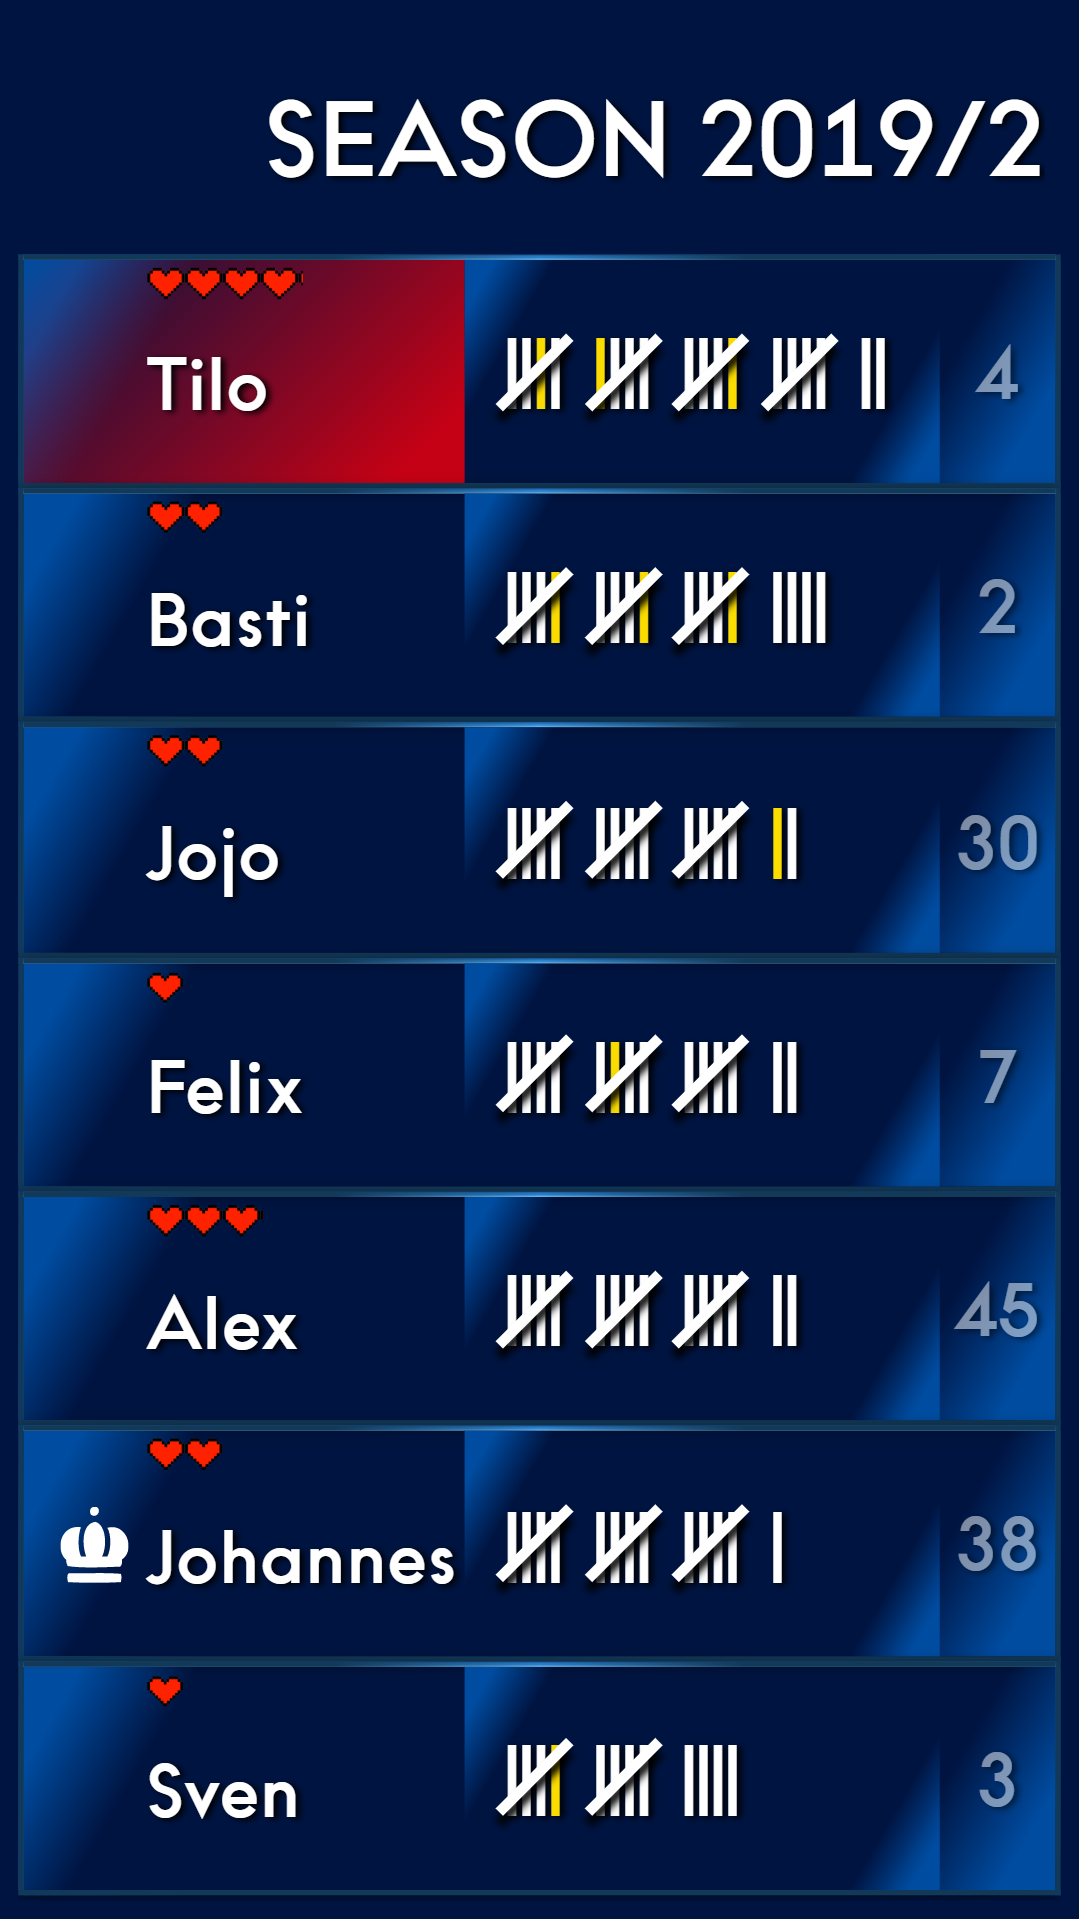 SEASON 2019/2
Tilo 4
Basti 2
Jojo 30
Felix 7
Alex 45
Johannes 38
Sven 3